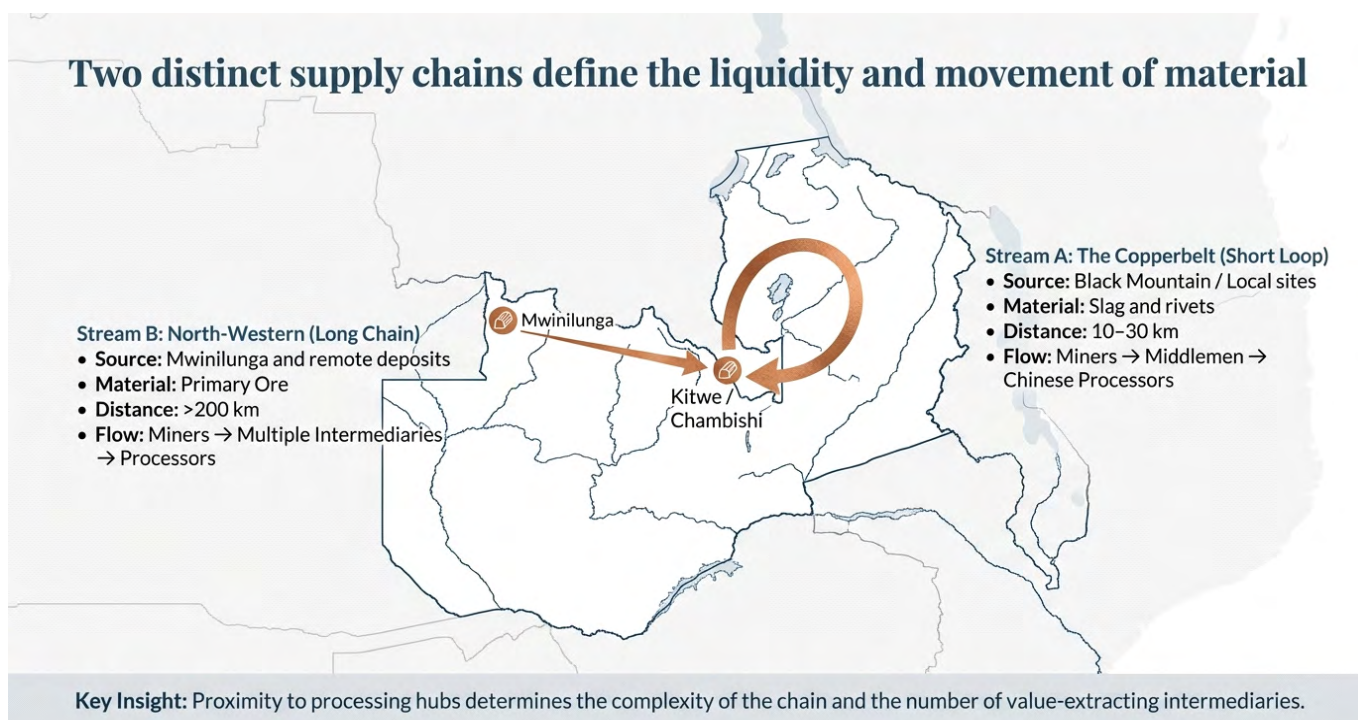 Two distinct supply chains define the liquidity and movement of material
Stream A: The Copperbelt (Short Loop)
• Source: Black Mountain / Local sites
• Material: Slag and rivets
• Distance: 10–30 km
• Flow: Miners → Middlemen →
Chinese Processors
Mwinilunga
Stream B: North-Western (Long Chain)
• Source: Mwinilunga and remote deposits
• Material: Primary Ore
• Distance: >200 km
• Flow: Miners → Multiple Intermediaries
→ Processors
Kitwe /
Chambishi
Key Insight: Proximity to processing hubs determines the complexity of the chain and the number of value-extracting intermediaries.